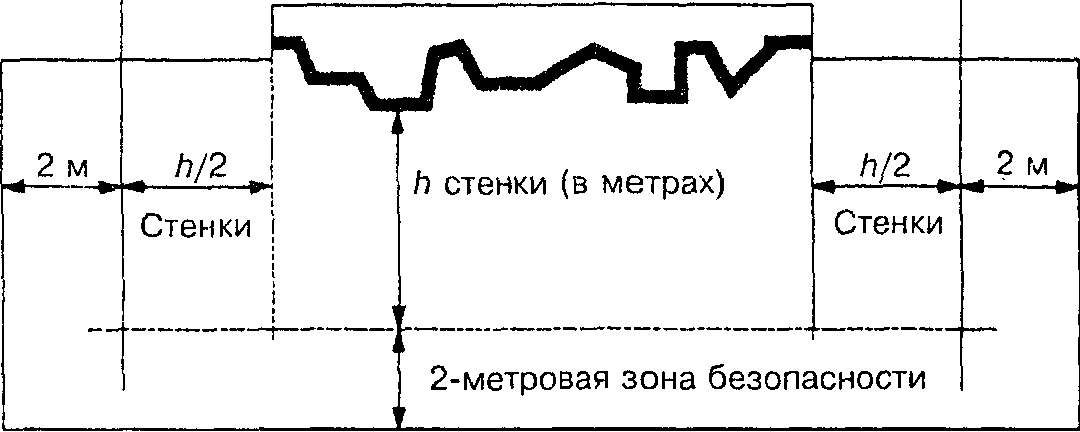 2 м
h/2
Стенки
h стенки (в метрах)
h/2
Стенки
2 м
2-метровая зона безопасности